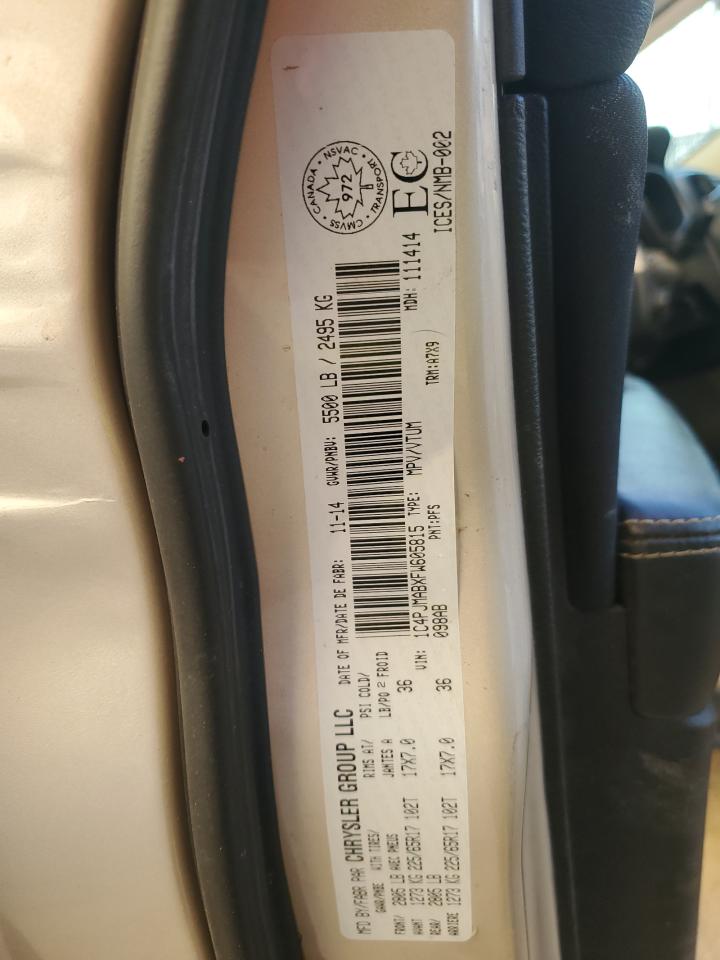 MFD BY/FABR PAR CHRYSLER GROUP LLC DATE OF MFR/DATE DE FABR: 11-14 GVWR/PNBV: 5500 LB / 2495 KG
GAWR/PNBE WITH TIRES/ RIMS AT/ PSI COLD/
AVEC PNEUS JANTES A LB/PO2 FROID
FRONT/ 2805 LB
AVANT 1273 KG 225/65R17 102T 17X7.0 36
REAR/ 2805 LB
ARRIERE 1273 KG 225/65R17 102T 17X7.0 36
VIN: 1C4PJMABXFW605815 TYPE: MPV/VTUM MDH: 111414
098AB PNT:PFS TRM:A7X9
CANADA • NSVAC • TRANSPORT • CMVSS •
972
EC
ICES/NMB-002